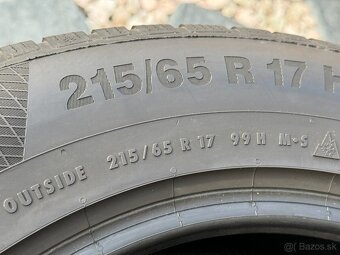 215/65 R 17 H
OUTSIDE 215/65 R 17 99 H M•S
Bazos.sk